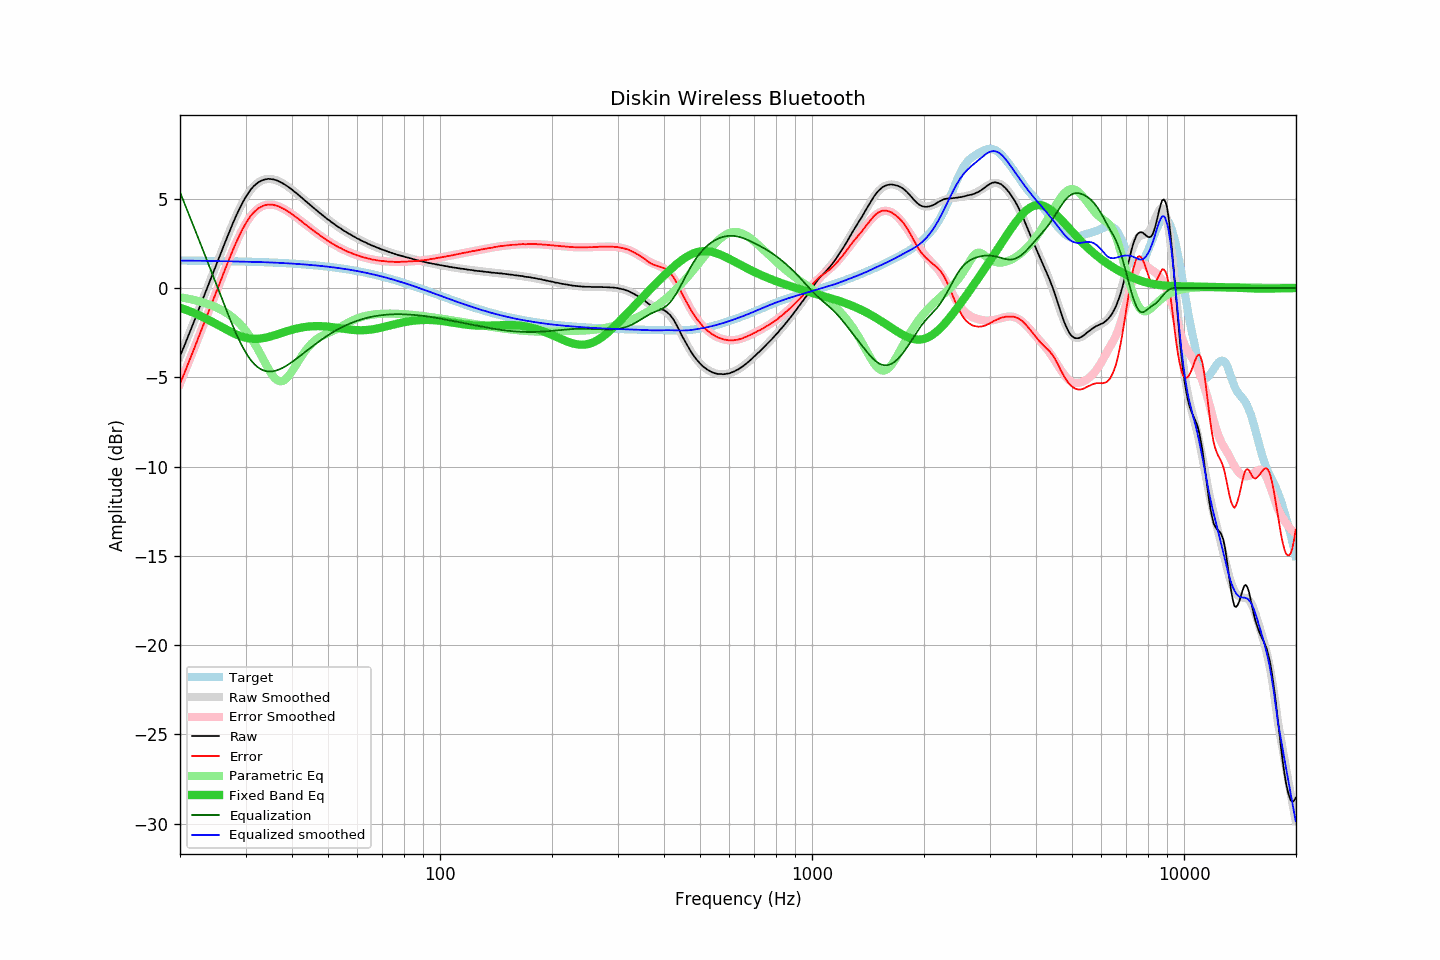 Diskin Wireless Bluetooth
Amplitude (dBr)
5
0
−5
−10
−15
−20
−25
−30
Target
Raw Smoothed
Error Smoothed
Raw
Error
Parametric Eq
Fixed Band Eq
Equalization
Equalized smoothed
100 1000 10000
Frequency (Hz)